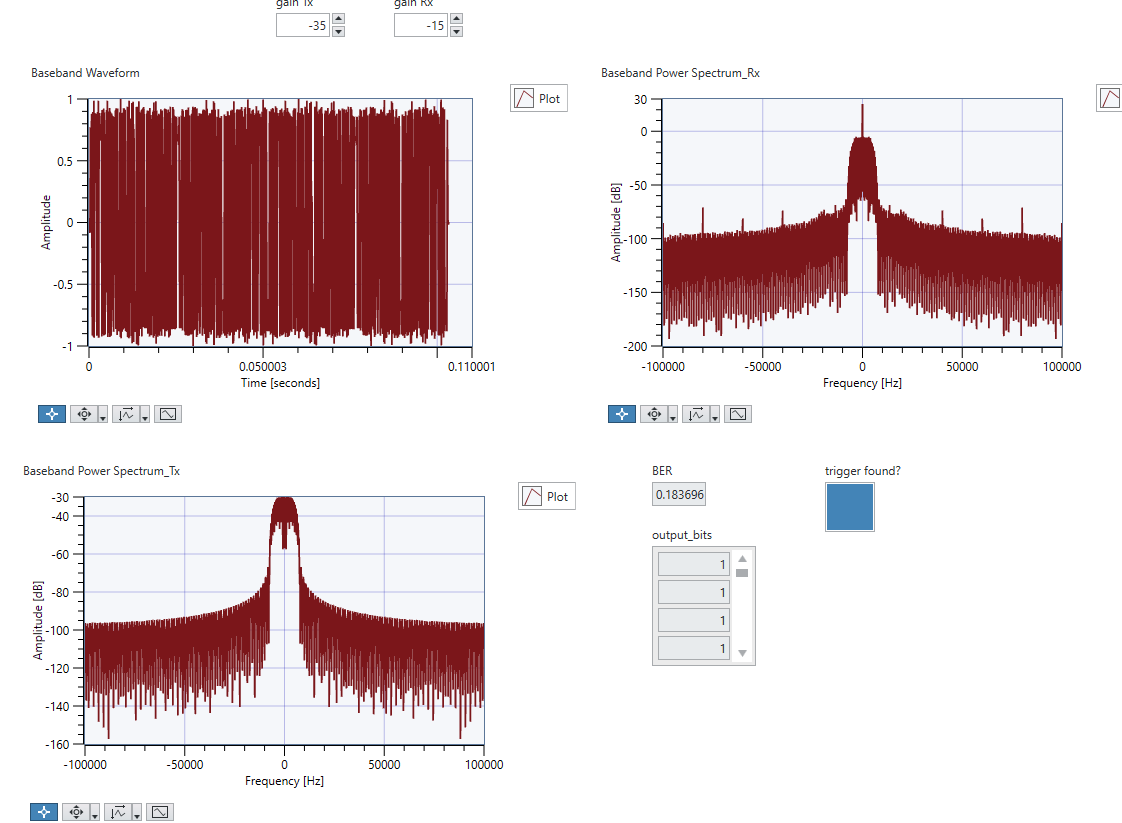 gain Tx
gain Rx
-35
-15
Baseband Waveform
Plot
1
0.5
0
-0.5
-1
Amplitude
0
0.050003
0.110001
Time [seconds]
Baseband Power Spectrum_Rx
30
0
-50
-100
-150
-200
Amplitude [dB]
-100000
-50000
0
50000
100000
Frequency [Hz]
Baseband Power Spectrum_Tx
Plot
-30
-40
-60
-80
-100
-120
-140
-160
Amplitude [dB]
-100000
-50000
0
50000
100000
Frequency [Hz]
BER
0.183696
trigger found?
output_bits
1
1
1
1